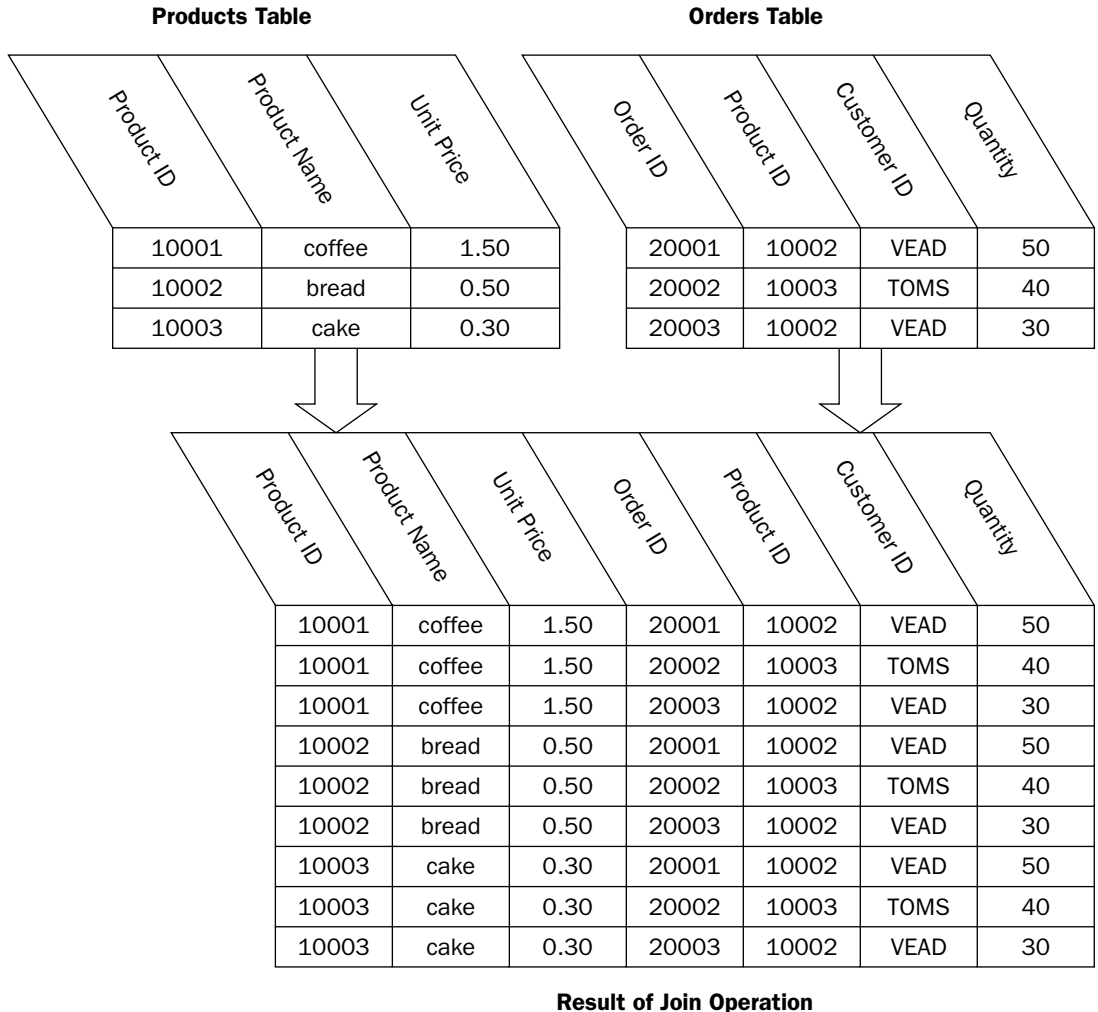 Products Table
Orders Table
Product ID
Product Name
Unit Price
Order ID
Product ID
Customer ID
Quantity
10001 coffee 1.50
10002 bread 0.50
10003 cake 0.30
20001 10002 VEAD 50
20002 10003 TOMS 40
20003 10002 VEAD 30
Product ID
Product Name
Unit Price
Order ID
Product ID
Customer ID
Quantity
10001 coffee 1.50 20001 10002 VEAD 50
10001 coffee 1.50 20002 10003 TOMS 40
10001 coffee 1.50 20003 10002 VEAD 30
10002 bread 0.50 20001 10002 VEAD 50
10002 bread 0.50 20002 10003 TOMS 40
10002 bread 0.50 20003 10002 VEAD 30
10003 cake 0.30 20001 10002 VEAD 50
10003 cake 0.30 20002 10003 TOMS 40
10003 cake 0.30 20003 10002 VEAD 30
Result of Join Operation